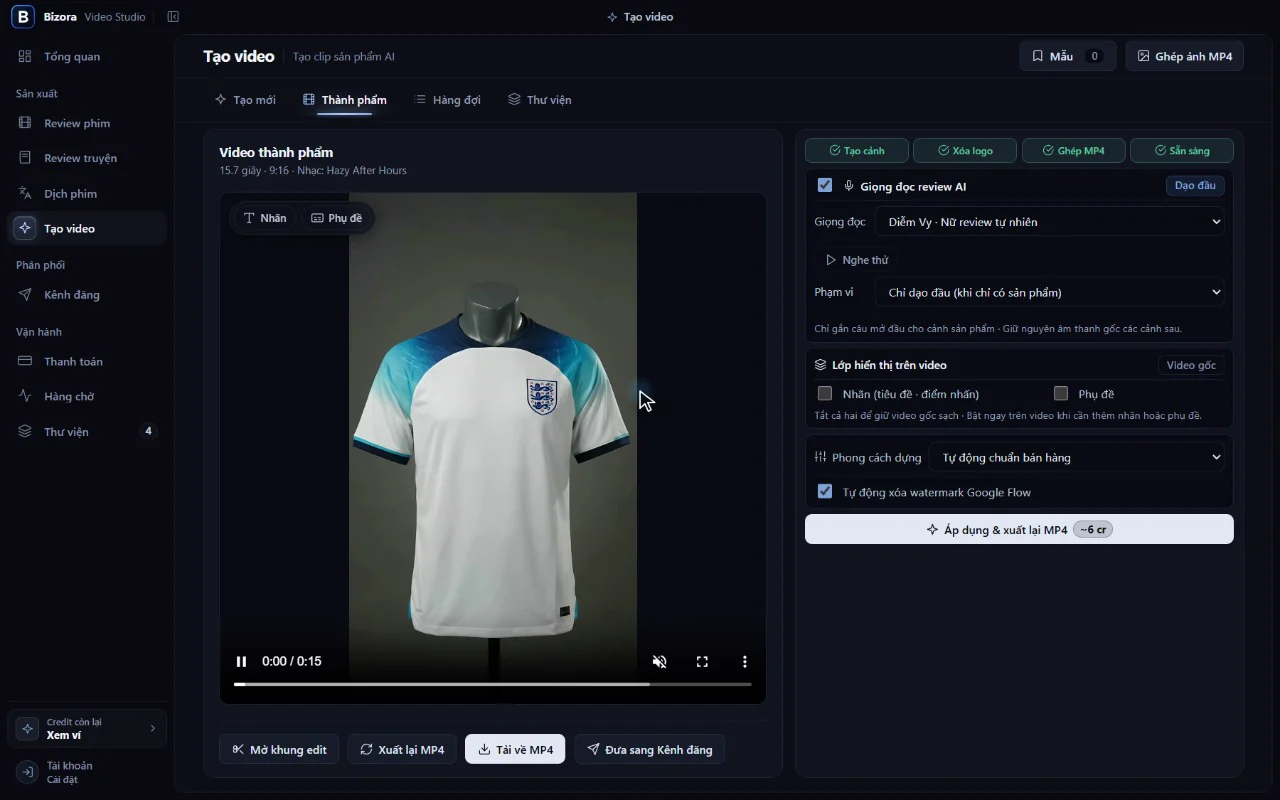 B Bizora Video Studio
Tạo video
Tổng quan
Sản xuất
Review phim
Review truyện
Dịch phim
Tạo video
Phân phối
Kênh đăng
Vận hành
Thanh toán
Hàng chờ
Thư viện 4
Credit còn lại
Xem ví
Tài khoản
Cài đặt
Tạo video Tạo clip sản phẩm AI
Mẫu 0
Ghép ảnh MP4
Tạo mới
Thành phẩm
Hàng đợi
Thư viện
Video thành phẩm
15.7 giây · 9:16 · Nhạc: Hazy After Hours
Nhãn
Phụ đề
0:00 / 0:15
Mở khung edit
Xuất lại MP4
Tải về MP4
Đưa sang Kênh đăng
Tạo cảnh
Xóa logo
Ghép MP4
Sẵn sàng
Giọng đọc review AI
Dạo đầu
Giọng đọc
Diễm Vy · Nữ review tự nhiên
Nghe thử
Phạm vi
Chỉ dạo đầu (khi chỉ có sản phẩm)
Chỉ gắn câu mở đầu cho cảnh sản phẩm · Giữ nguyên âm thanh gốc các cảnh sau.
Lớp hiển thị trên video
Video gốc
Nhãn (tiêu đề · điểm nhấn)
Phụ đề
Tắt cả hai để giữ video gốc sạch · Bật ngay trên video khi cần thêm nhãn hoặc phụ đề.
Phong cách dựng
Tự động chuẩn bán hàng
Tự động xóa watermark Google Flow
Áp dụng & xuất lại MP4 ~6 cr